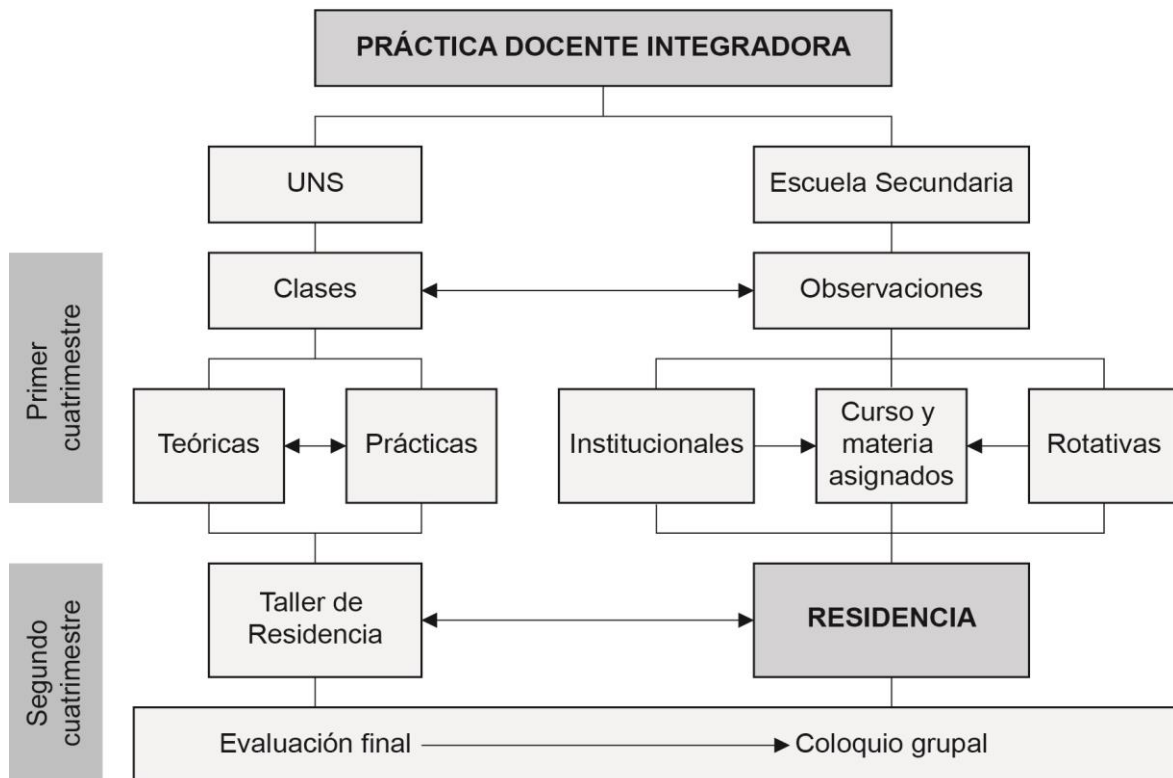 PRÁCTICA DOCENTE INTEGRADORA
UNS
Escuela Secundaria
Primer
cuatrimestre
Clases
Observaciones
Teóricas
Prácticas
Institucionales
Curso y
materia
asignados
Rotativas
Segundo
cuatrimestre
Taller de
Residencia
RESIDENCIA
Evaluación final
Coloquio grupal